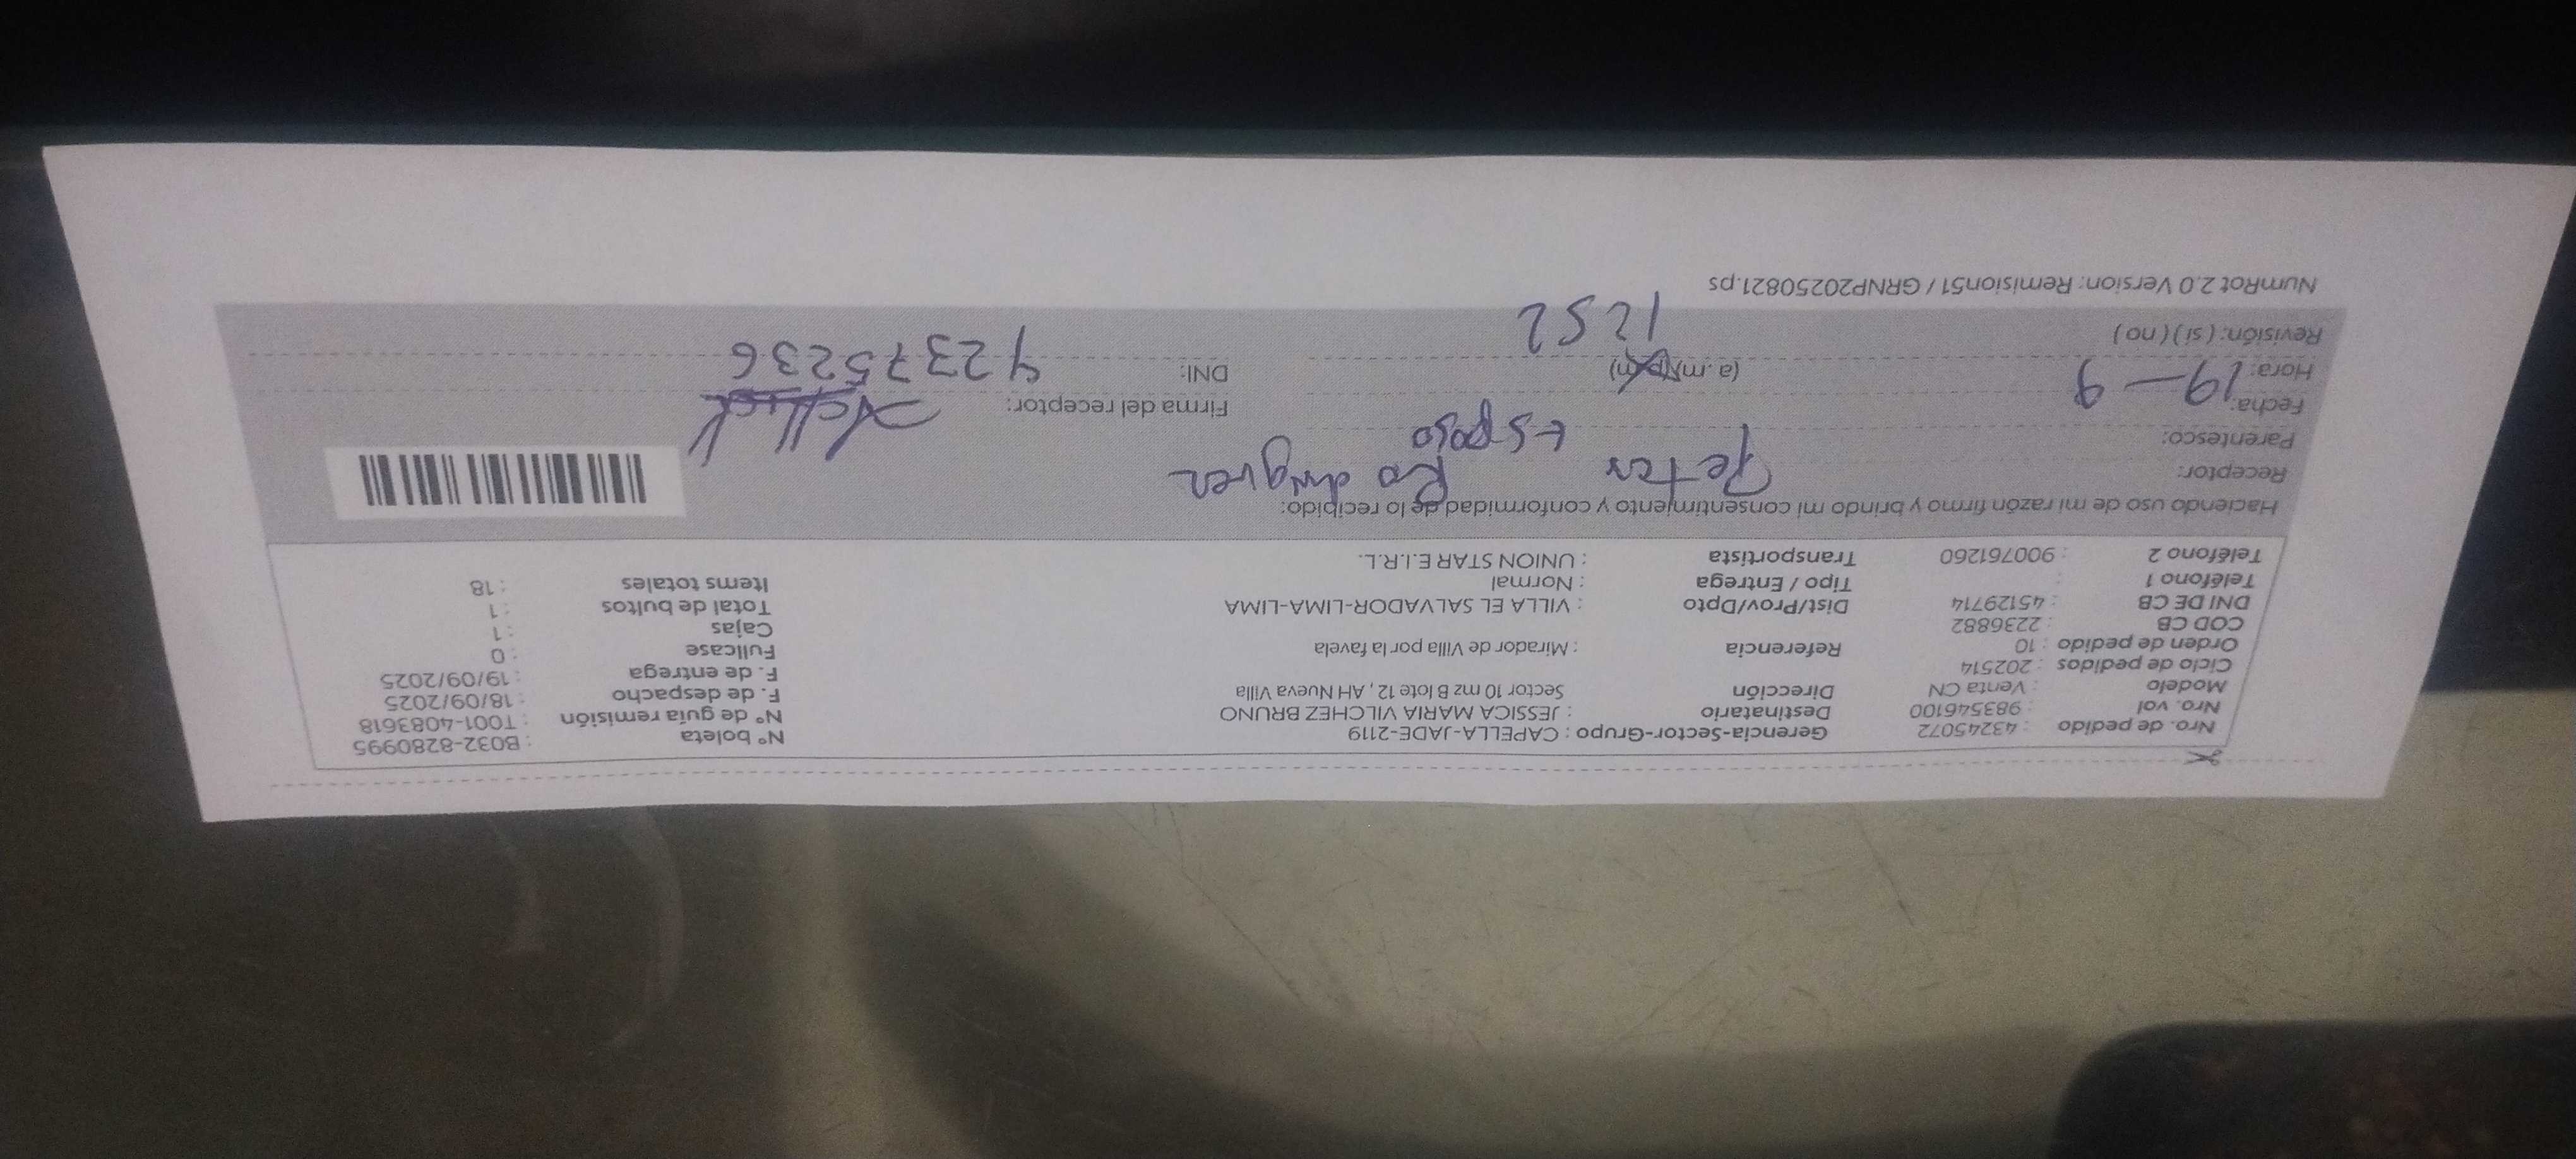 Nro. de pedido : 43245072 Gerencia-Sector-Grupo : CAPELLA-JADE-2119 N° boleta : B032-8280995
Nro. vol : 983546100 Destinatario : JESSICA MARIA VILCHEZ BRUNO N° de guía remisión : T001-4083618
Modelo : Venta CN Dirección Sector 10 mz B lote 12 , AH Nueva Villa F. de despacho : 18/09/2025
Ciclo de pedidos : 202514 F. de entrega : 19/09/2025
Orden de pedido : 10 Referencia : Mirador de Villa por la favela Fullcase : 0
COD CB : 2236882 Cajas : 1
DNI DE CB : 45129714 Dist/Prov/Dpto : VILLA EL SALVADOR-LIMA-LIMA Total de bultos : 1
Teléfono 1 : Tipo / Entrega : Normal Items totales : 18
Teléfono 2 : 900761260 Transportista : UNION STAR E.I.R.L.
Haciendo uso de mi razón firmo y brindo mi consentimiento y conformidad de lo recibido:
Receptor: Peter Rodriguez
Parentesco: Esposo
Fecha: 19-9 Firma del receptor:
Hora: (a.m/p.m) DNI: 42375236
Revisión: ( si ) ( no ) 1252
NumRot 2.0 Version: Remision51 / GRNP20250821.ps